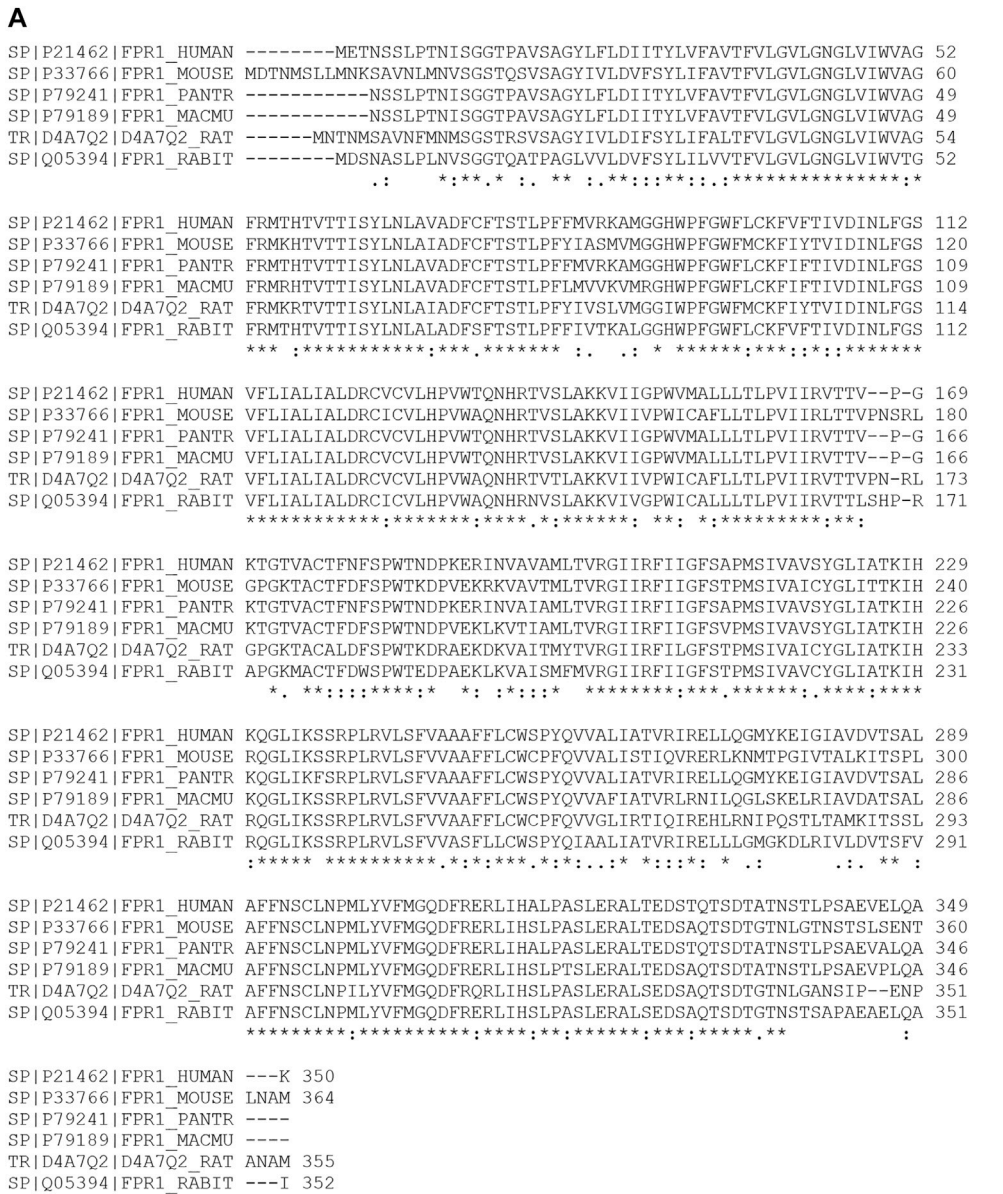 A
SP|P21462|FPR1_HUMAN --------METNSSLPTNISGGTPAVSAGYLFLDIITYLVFAVTFVLGVLGNGLVIWVAG 52
SP|P33766|FPR1_MOUSE MDTNMSLLMNKSAVNLMNVSGSTQSVSAGYIVLDVFSYLIFAVTFVLGVLGNGLVIWVAG 60
SP|P79241|FPR1_PANTR -----------NSSLPTNISGGTPAVSAGYLFLDIITYLVFAVTFVLGVLGNGLVIWVAG 49
SP|P79189|FPR1_MACMU -----------NSSLPTNISGGTPAVSAGYLFLDIITYLVFAVTFVLGVLGNGLVIWVAG 49
TR|D4A7Q2|D4A7Q2_RAT ------MNTNMSAVNFMNMSGSTRSVSAGYIVLDIFSYLIFALTFVLGVLGNGLVIWVAG 54
SP|Q05394|FPR1_RABIT --------MDSNASLPLNVSGGTQATPAGLVVLDVFSYLILVVTFVLGVLGNGLVIWVTG 52
.: *:**.* :. ** :.**:::**:.:*****************:*
SP|P21462|FPR1_HUMAN FRMTHTVTTISYLNLAVADFCFTSTLPFFMVRKAMGGHWPFGWFLCKFVFTIVDINLFGS 112
SP|P33766|FPR1_MOUSE FRMKHTVTTISYLNLAIADFCFTSTLPFYIASMVMGGHWPFGWFMCKFIYTVIDINLFGS 120
SP|P79241|FPR1_PANTR FRMTHTVTTISYLNLAVADFCFTSTLPFFMVRKAMGGHWPFGWFLCKFIFTIVDINLFGS 109
SP|P79189|FPR1_MACMU FRMRHTVTTISYLNLAVADFCFTSTLPFLMVVKVMRGHWPFGWFLCKFIFTIVDINLFGS 109
TR|D4A7Q2|D4A7Q2_RAT FRMKRTVTTISYLNLAIADFCFTSTLPFYIVSLVMGGIWPFGWFMCKFIYTVIDINLFGS 114
SP|Q05394|FPR1_RABIT FRMTHTVTTISYLNLALADFSFTSTLPFFIVTKALGGHWPFGWFLCKFVFTIVDINLFGS 112
*** :***********:***.******* :. .: * ******:***::*::*******
SP|P21462|FPR1_HUMAN VFLIALIALDRCVCVLHPVWTQNHRTVSLAKKVIIGPWVMALLLTLPVIIRVTTV--P-G 169
SP|P33766|FPR1_MOUSE VFLIALIALDRCICVLHPVWAQNHRTVSLAKKVIIVPWICAFLLTLPVIIRLTTVPNSRL 180
SP|P79241|FPR1_PANTR VFLIALIALDRCVCVLHPVWTQNHRTVSLAKKVIIGPWVMALLLTLPVIIRVTTV--P-G 166
SP|P79189|FPR1_MACMU VFLIALIALDRCVCVLHPVWAQNHRTVSLAKKVIIGPWVMALLLTLPVIIRVTTV--P-G 166
TR|D4A7Q2|D4A7Q2_RAT VFLIALIALDRCICVLHPVWAQNHRTVTLAKKVIIVPWICAFLLTLPVIIRVTTVPN-RL 173
SP|Q05394|FPR1_RABIT VFLIALIALDRCICVLHPVWAQNHRNVSLAKKVIVGPWICALLLTLPVIIRVTTLSHP-R 171
************:*******:****.*:******: **: *:*********:**:
SP|P21462|FPR1_HUMAN KTGTVACTFNFSPWTNDPKERINVAVAMLTVRGIIRFIIGFSAPMSIVAVSYGLIATKIH 229
SP|P33766|FPR1_MOUSE GPGKTACTFDFSPWTKDPVEKRKVAVTMLTVRGIIRFIIGFSTPMSIVAICYGLITTKIH 240
SP|P79241|FPR1_PANTR KTGTVACTFNFSPWTNDPKERINVAIAMLTVRGIIRFIIGFSAPMSIVAVSYGLIATKIH 226
SP|P79189|FPR1_MACMU KTGTVACTFDFSPWTNDPVEKLKVTIAMLTVRGIIRFIIGFSVPMSIVAVSYGLIATKIH 226
TR|D4A7Q2|D4A7Q2_RAT GPGKTACALDFSPWTKDRAEKDKVAITMYTVRGIIRFILGFSTPMSIVAICYGLIATKIH 233
SP|Q05394|FPR1_RABIT APGKMACTFDWSPWTEDPAEKLKVAISMFMVRGIIRFIIGFSTPMSIVAVCYGLIATKIH 231
*. **::::*****:* *: :*:::* ********:***.******:.****:****
SP|P21462|FPR1_HUMAN KQGLIKSSRPLRVLSFVAAAFFLCWSPYQVVALIATVRIRELLQGMYKEIGIAVDVTSAL 289
SP|P33766|FPR1_MOUSE RQGLIKSSRPLRVLSFVVAAFFLCWCPFQVVALISTIQVRERLKNMTPGIVTALKITSPL 300
SP|P79241|FPR1_PANTR KQGLIKFSRPLRVLSFVAAAFFLCWSPYQVVALIATVRIRELLQGMYKEIGIAVDVTSAL 286
SP|P79189|FPR1_MACMU KQGLIKSSRPLRVLSFVVAAFFLCWSPYQVVAFIATVRLRNILQGLSKELRIAVDATSAL 286
TR|D4A7Q2|D4A7Q2_RAT RQGLIKSSRPLRVLSFVVAAFFLCWCPFQVVGLIRTIQIREHLRNIPQSTLTAMKITSSL 293
SP|Q05394|FPR1_RABIT RQGLIKSSRPLRVLSFVVASFLLCWSPYQIAALIATVRIRELLLGMGKDLRIVLDVTSFV 291
:***** **********.*:*:***.*:*:..:* *:::*: * .: .:. ** :
SP|P21462|FPR1_HUMAN AFFNSCLNPMLYVFMGQDFRERLIHALPASLERALTEDSTQTSDTATNSTLPSAEVELQA 349
SP|P33766|FPR1_MOUSE AFFNSCLNPMLYVFMGQDFRERLIHSLPASLERALTEDSAQTSDTGTNLGTNSTSLSENT 360
SP|P79241|FPR1_PANTR AFFNSCLNPMLYVFMGQDFRERLIHALPASLERALTEDSTQTSDTATNSTLPSAEVALQA 346
SP|P79189|FPR1_MACMU AFFNSCLNPMLYVFMGQDFRERLIHSLPTSLERALTEDSAQTSDTATNSTLPSAEVPLQA 346
TR|D4A7Q2|D4A7Q2_RAT AFFNSCLNPILYVFMGQDFRQRLIHSLPASLERALSEDSAQTSDTGTNLGANSIP--ENP 351
SP|Q05394|FPR1_RABIT AFFNSCLNPMLYVFMGQDFRERLIHSLPASLERALSEDSAQTSDTGTNSTSAPAEAELQA 351
*********:**********:****:**:******:***:*****.** :
SP|P21462|FPR1_HUMAN ---K 350
SP|P33766|FPR1_MOUSE LNAM 364
SP|P79241|FPR1_PANTR ----
SP|P79189|FPR1_MACMU ----
TR|D4A7Q2|D4A7Q2_RAT ANAM 355
SP|Q05394|FPR1_RABIT ---I 352